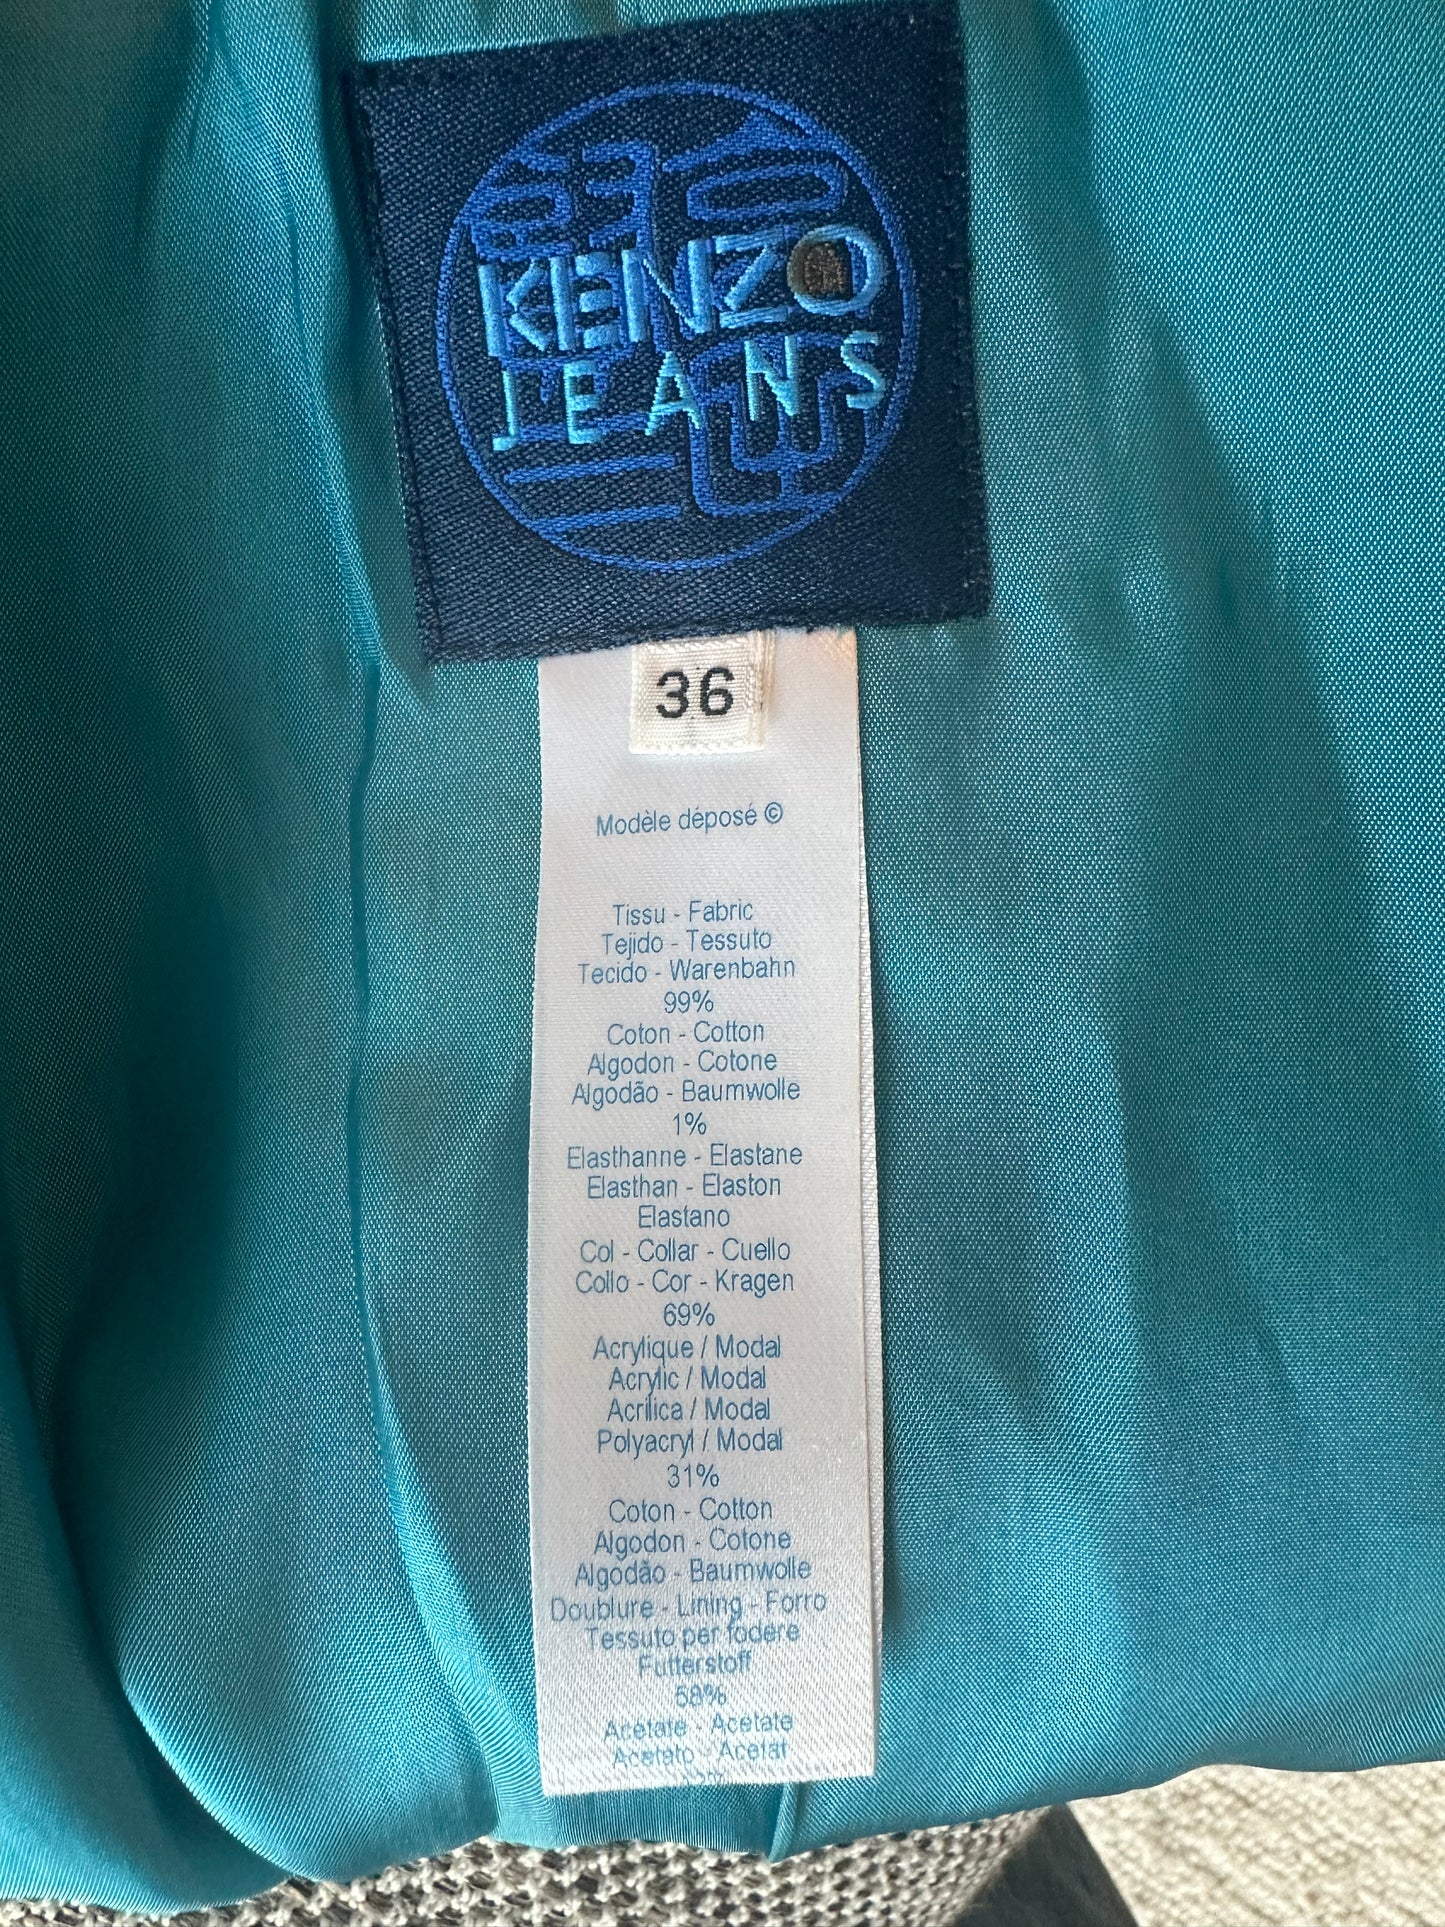 KENZO
JEANS
36
Modèle déposé ©
Tissu - Fabric
Tejido - Tessuto
Tecido - Warenbahn
99%
Coton - Cotton
Algodon - Cotone
Algodão - Baumwolle
1%
Elasthanne - Elastane
Elasthan - Elaston
Elastano
Col - Collar - Cuello
Collo - Cor - Kragen
69%
Acrylique / Modal
Acrylic / Modal
Acrilica / Modal
Polyacryl / Modal
31%
Coton - Cotton
Algodon - Cotone
Algodão - Baumwolle
Doublure - Lining - Forro
Tessuto per fodere
Futterstoff
58%
Acetate - Acetate
Acetato - Acetat